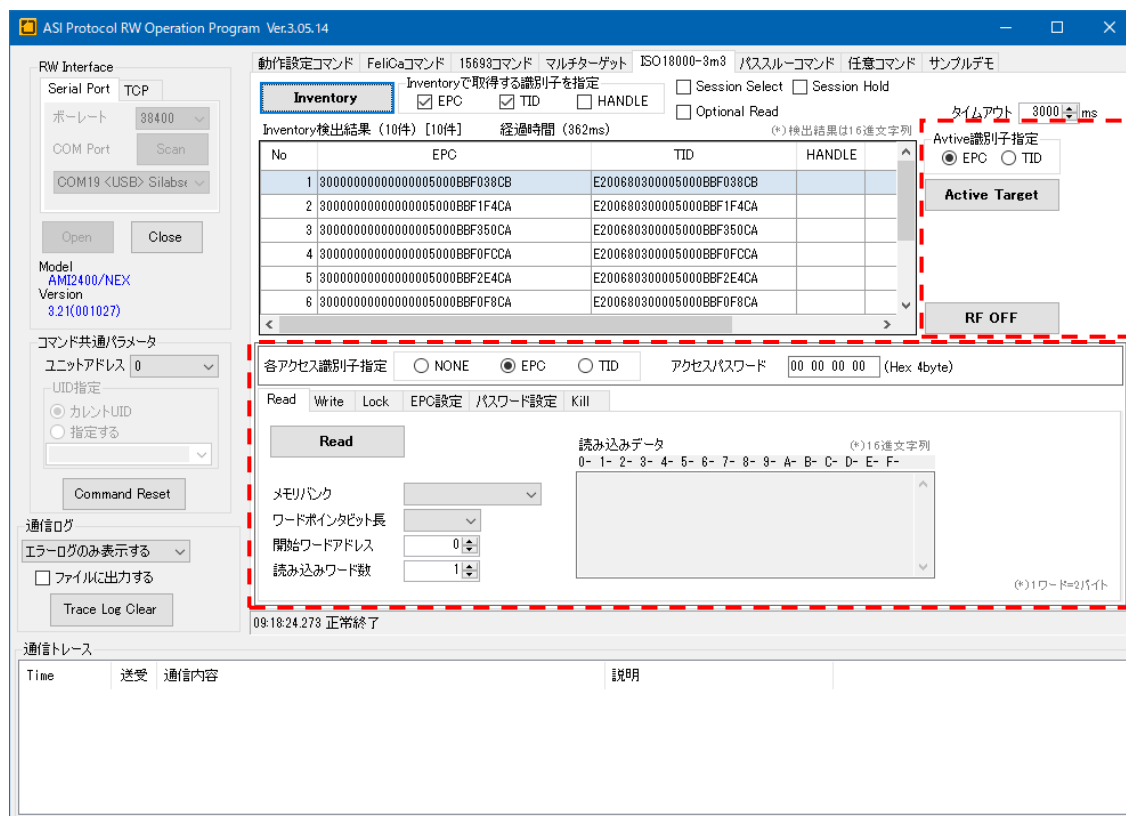 ASI Protocol RW Operation Program Ver.3.05.14
RW Interface
Serial Port TCP
ボーレート 38400
COM Port Scan
COM19 <USB> Silabse
Open Close
Model
AMI2400/NEX
Version
3.21(001027)
コマンド共通パラメータ
ユニットアドレス 0
UID指定
カレントUID
指定する
Command Reset
通信ログ
エラーログのみ表示する
ファイルに出力する
Trace Log Clear
動作設定コマンド FeliCaコマンド 15693コマンド マルチターゲット ISO18000-3m3 パススルーコマンド 任意コマンド サンプルデモ
Inventory
Inventoryで取得する識別子を指定
EPC TID HANDLE
Session Select Session Hold
Optional Read
タイムアウト 3000 ms
Inventory検出結果 (10件) [10件] 経過時間 (362ms) (*)検出結果は16進文字列
No EPC TID HANDLE
1 30000000000000005000BBF038CB E200680300005000BBF038CB
2 30000000000000005000BBF1F4CA E200680300005000BBF1F4CA
3 30000000000000005000BBF350CA E200680300005000BBF350CA
4 30000000000000005000BBF0FCCA E200680300005000BBF0FCCA
5 30000000000000005000BBF2E4CA E200680300005000BBF2E4CA
6 30000000000000005000BBF0F8CA E200680300005000BBF0F8CA
Avtive識別子指定
EPC TID
Active Target
RF OFF
各アクセス識別子指定 NONE EPC TID アクセスパスワード 00 00 00 00 (Hex 4byte)
Read Write Lock EPC設定 パスワード設定 Kill
Read
メモリバンク
ワードポインタビット長
開始ワードアドレス 0
読み込みワード数 1
読み込みデータ (*)16進文字列
0- 1- 2- 3- 4- 5- 6- 7- 8- 9- A- B- C- D- E- F-
(*)1ワード=2バイト
09:18:24.273 正常終了
通信トレース
Time 送受 通信内容 説明